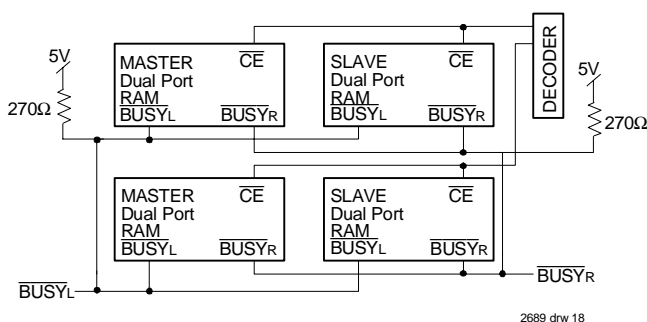 5V
270Ω
MASTER
Dual Port
RAM
BUSYL
BUSYR
CE
SLAVE
Dual Port
RAM
BUSYL
BUSYR
CE
DECODER
5V
270Ω
MASTER
Dual Port
RAM
BUSYL
BUSYR
CE
SLAVE
Dual Port
RAM
BUSYL
BUSYR
CE
BUSYL
BUSYR
2689 drw 18